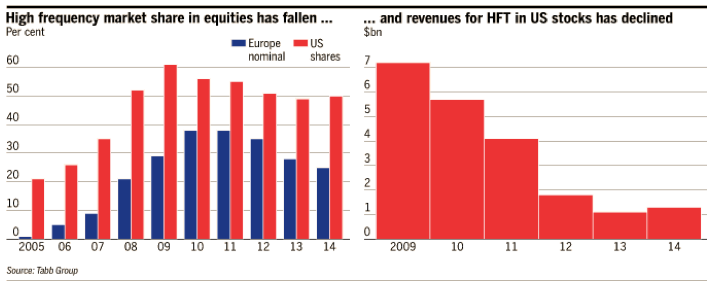 High frequency market share in equities has fallen ...
Per cent
Europe nominal
US shares
60
50
40
30
20
10
0
2005 06 07 08 09 10 11 12 13 14
... and revenues for HFT in US stocks has declined
$bn
7
6
5
4
3
2
1
0
2009 10 11 12 13 14
Source: Tabb Group